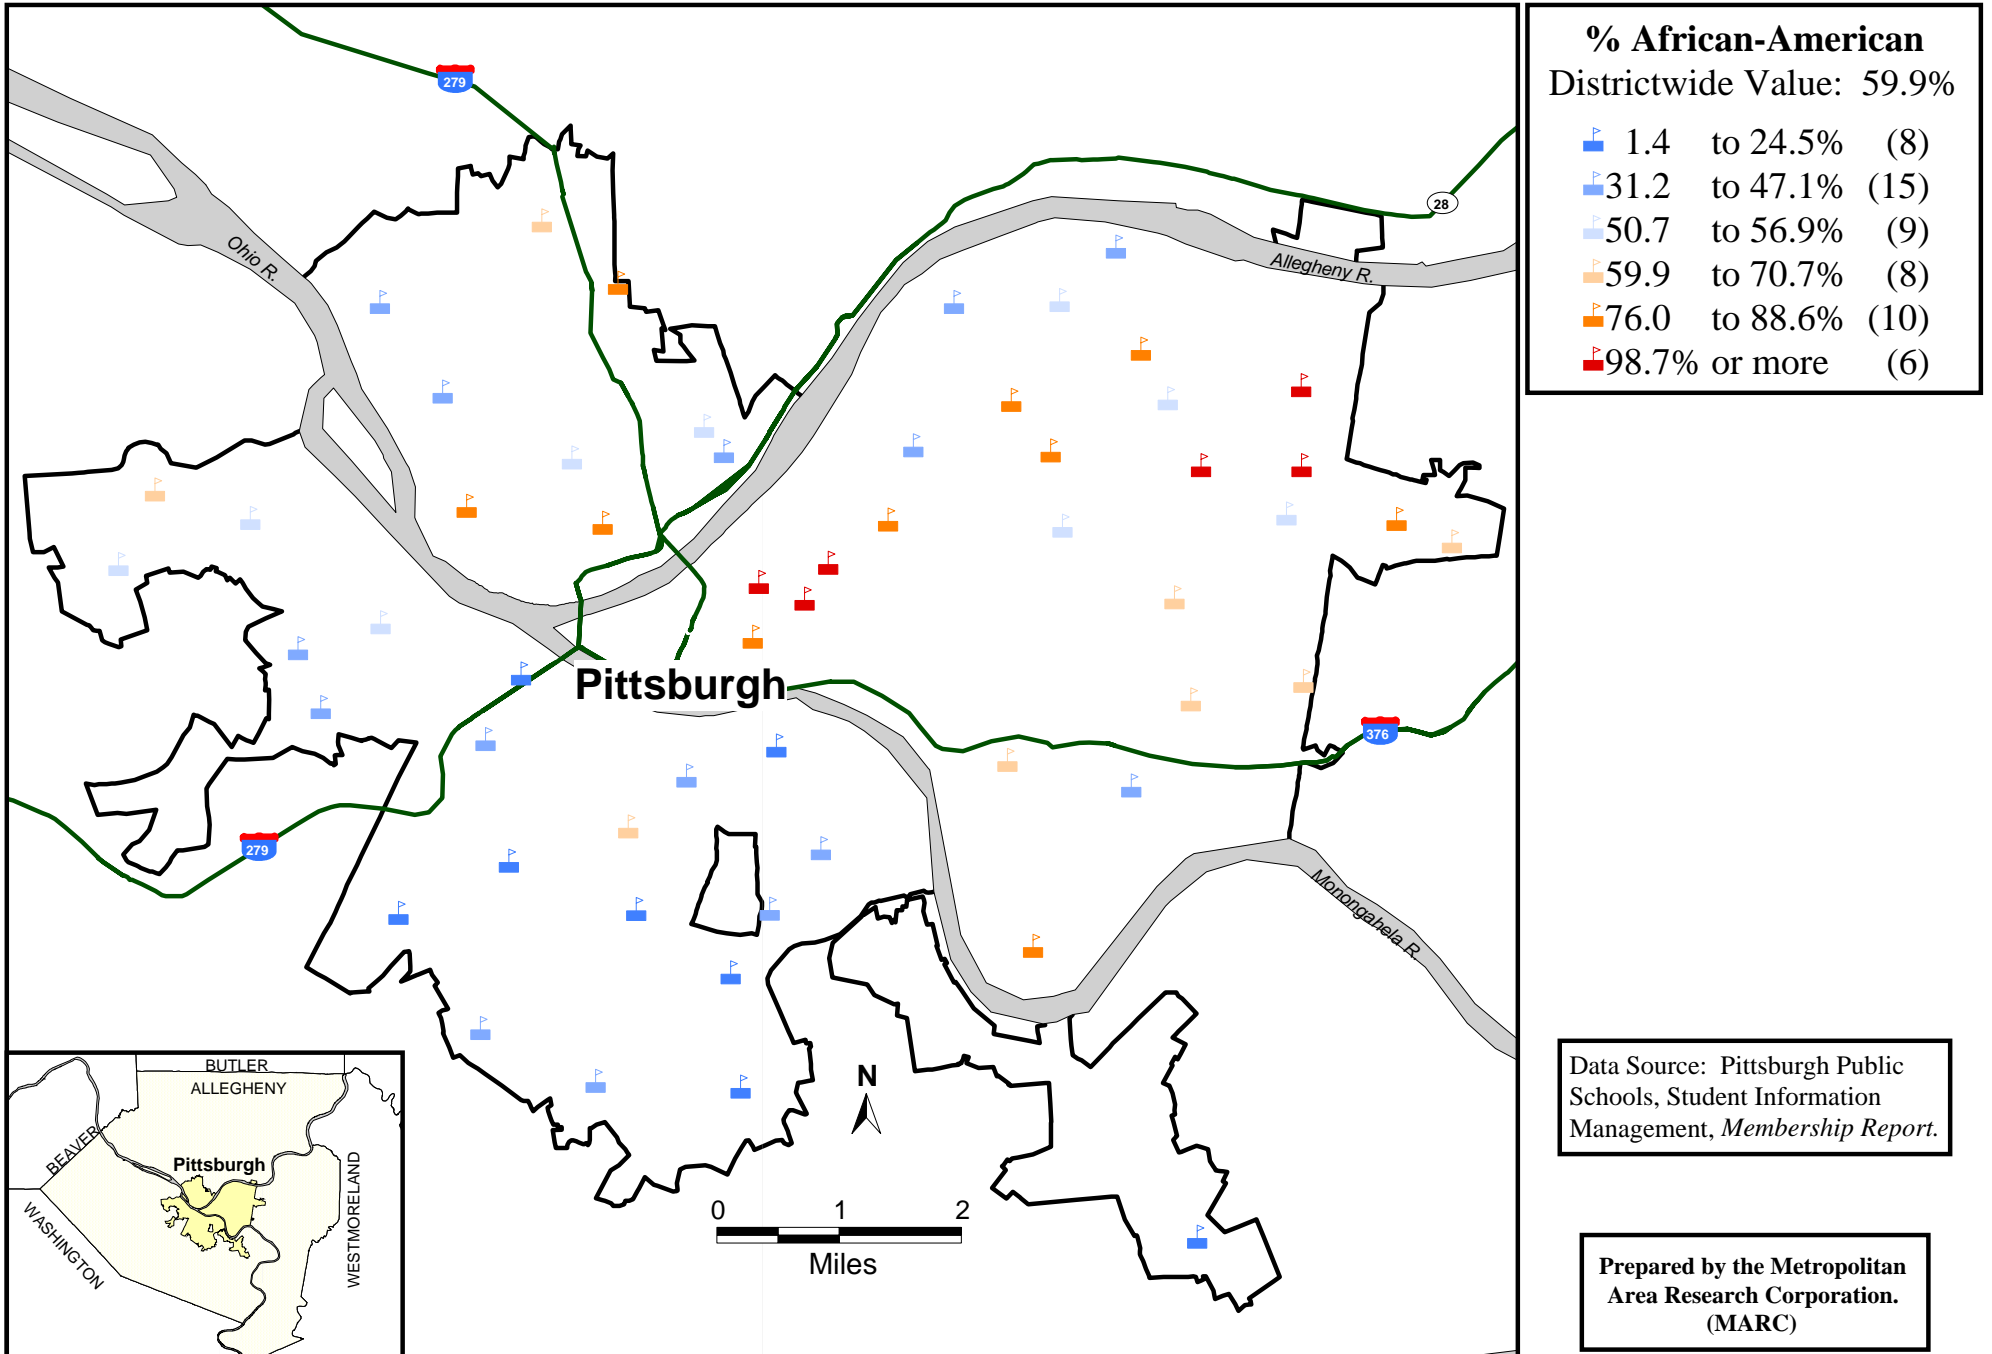 % African-American
Districtwide Value: 59.9%
1.4 to 24.5% (8)
31.2 to 47.1% (15)
50.7 to 56.9% (9)
59.9 to 70.7% (8)
76.0 to 88.6% (10)
98.7% or more (6)
279
28
Ohio R.
Allegheny R.
Pittsburgh
376
279
Monongahela R.
N
0 1 2
Miles
BUTLER
ALLEGHENY
BEAVER
Pittsburgh
WASHINGTON
WESTMORELAND
Data Source: Pittsburgh Public
Schools, Student Information
Management, Membership Report.
Prepared by the Metropolitan
Area Research Corporation.
(MARC)